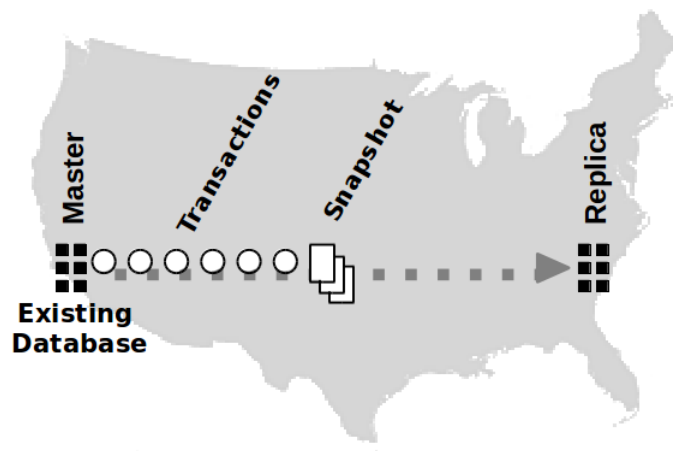 Master
Transactions
Snapshot
Replica
Existing
Database